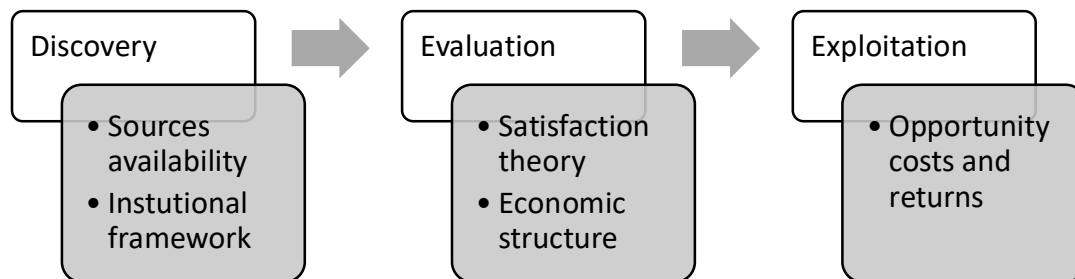 Discovery
• Sources
availability
• Instutional
framework
Evaluation
• Satisfaction
theory
• Economic
structure
Exploitation
• Opportunity
costs and
returns